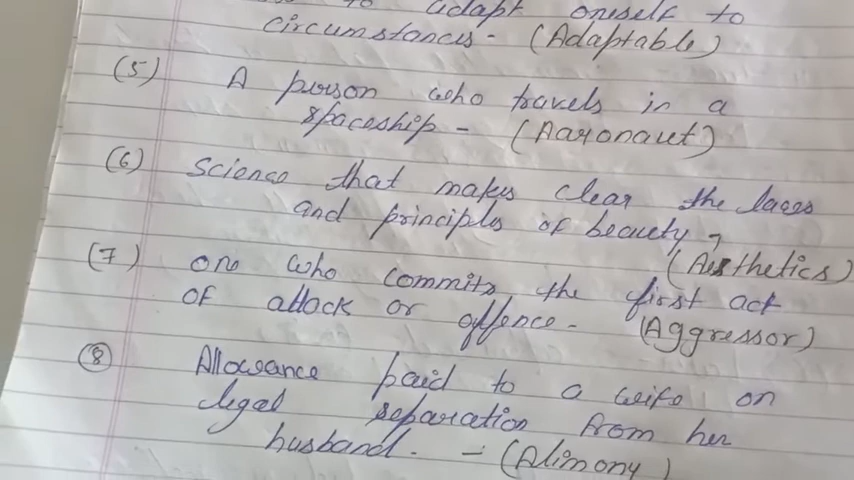 to adapt oneself to
circumstances - (Adaptable)
(5) A person who travels in a
spaceship - (Aaronaut)
(6) Science that makes clear the laws
and principles of beauty,
(Aesthetics)
(7) one who commits the first act
of attack or offence - (Aggressor)
(8) Allowance paid to a wife on
legal separation from her
husband. - (Alimony)